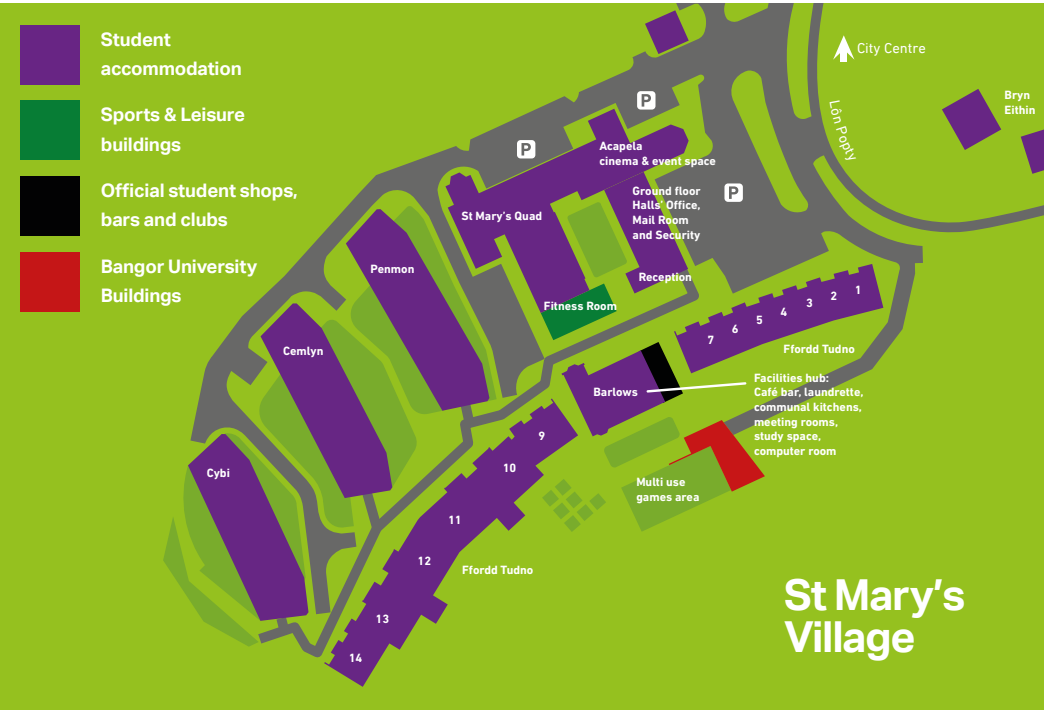 Student
accommodation
Sports & Leisure
buildings
Official student shops,
bars and clubs
Bangor University
Buildings
City Centre
Bryn
Eithin
Lôn Popty
P
P
P
Acapela
cinema & event space
Ground floor
Halls' Office,
Mail Room
and Security
St Mary's Quad
Reception
Fitness Room
Penmon
Cemlyn
Cybi
1
2
3
4
5
6
7
Ffordd Tudno
Barlows
Facilities hub:
Café bar, laundrette,
communal kitchens,
meeting rooms,
study space,
computer room
9
10
11
12
13
14
Ffordd Tudno
Multi use
games area
St Mary's
Village